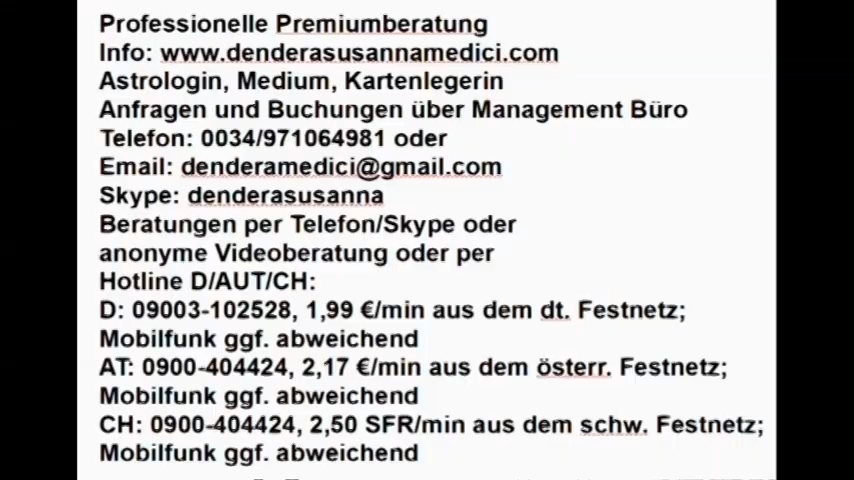 Professionelle Premiumberatung
Info: www.denderasusannamedici.com
Astrologin, Medium, Kartenlegerin
Anfragen und Buchungen über Management Büro
Telefon: 0034/971064981 oder
Email: denderamedici@gmail.com
Skype: denderasusanna
Beratungen per Telefon/Skype oder
anonyme Videoberatung oder per
Hotline D/AUT/CH:
D: 09003-102528, 1,99 €/min aus dem dt. Festnetz;
Mobilfunk ggf. abweichend
AT: 0900-404424, 2,17 €/min aus dem österr. Festnetz;
Mobilfunk ggf. abweichend
CH: 0900-404424, 2,50 SFR/min aus dem schw. Festnetz;
Mobilfunk ggf. abweichend